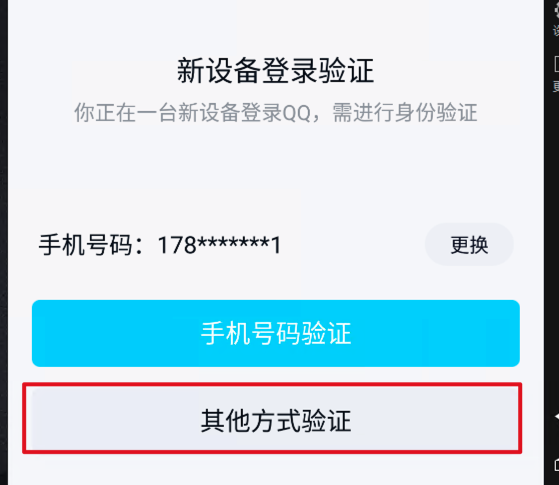 新设备登录验证
你正在一台新设备登录QQ，需进行身份验证
手机号码：178*******1
更换
手机号码验证
其他方式验证